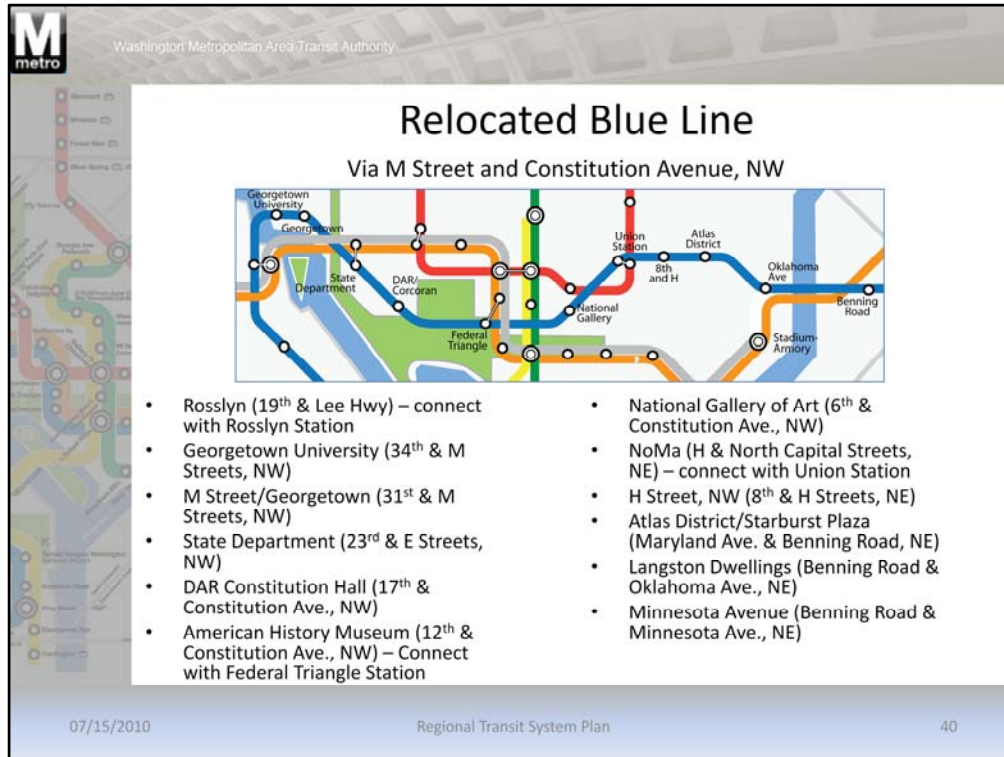 M
metro
Washington Metropolitan Area Transit Authority
Relocated Blue Line
Via M Street and Constitution Avenue, NW
Georgetown
University
Georgetown
State
Department
DAR/
Corcoran
Federal
Triangle
National
Gallery
Union
Station
8th
and H
Atlas
District
Oklahoma
Ave
Benning
Road
Stadium-
Armory
• Rosslyn (19th & Lee Hwy) – connect
with Rosslyn Station
• Georgetown University (34th & M
Streets, NW)
• M Street/Georgetown (31st & M
Streets, NW)
• State Department (23rd & E Streets,
NW)
• DAR Constitution Hall (17th &
Constitution Ave., NW)
• American History Museum (12th &
Constitution Ave., NW) – Connect
with Federal Triangle Station
• National Gallery of Art (6th &
Constitution Ave., NW)
• NoMa (H & North Capital Streets,
NE) – connect with Union Station
• H Street, NW (8th & H Streets, NE)
• Atlas District/Starburst Plaza
(Maryland Ave. & Benning Road, NE)
• Langston Dwellings (Benning Road &
Oklahoma Ave., NE)
• Minnesota Avenue (Benning Road &
Minnesota Ave., NE)
07/15/2010
Regional Transit System Plan
40